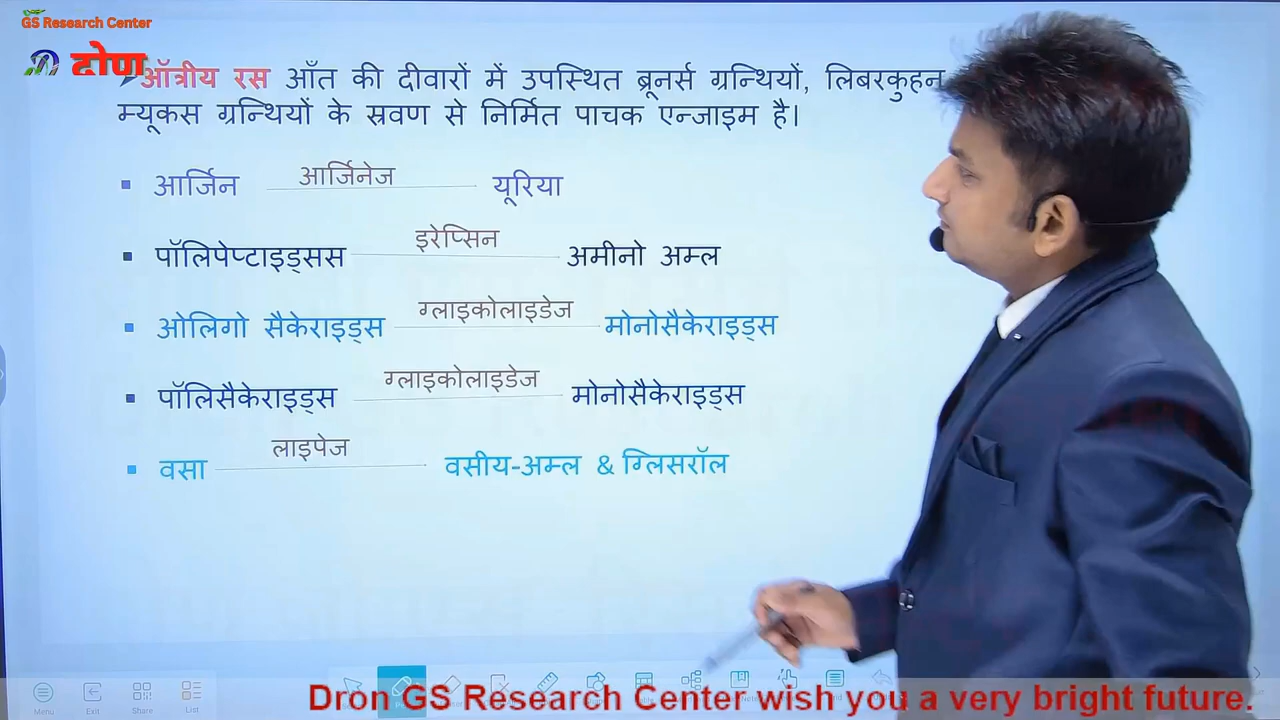 GS Research Center
द्रोण
आँत्रीय रस आँत की दीवारों में उपस्थित ब्रूनर्स ग्रन्थियों, लिबरकुहन
म्यूकस ग्रन्थियों के स्रवण से निर्मित पाचक एन्जाइम है।
आर्जिन आर्जिनेज यूरिया
पॉलिपेप्टाइड्सस इरेप्सिन अमीनो अम्ल
ओलिगो सैकेराइड्स ग्लाइकोलाइडेज मोनोसैकेराइड्स
पॉलिसैकेराइड्स ग्लाइकोलाइडेज मोनोसैकेराइड्स
वसा लाइपेज वसीय-अम्ल & ग्लिसरॉल
Menu Exit Share List
Dron GS Research Center wish you a very bright future.